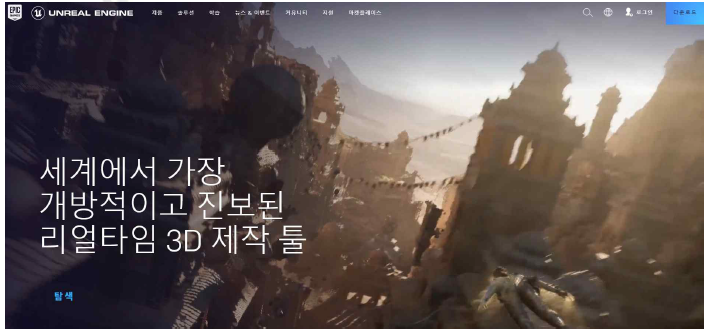 EPIC GAMES
UNREAL ENGINE 제품 솔루션 학습 뉴스 & 이벤트 커뮤니티 지원 마켓플레이스 로그인 다운로드
세계에서 가장
개방적이고 진보된
리얼타임 3D 제작 툴
탐색